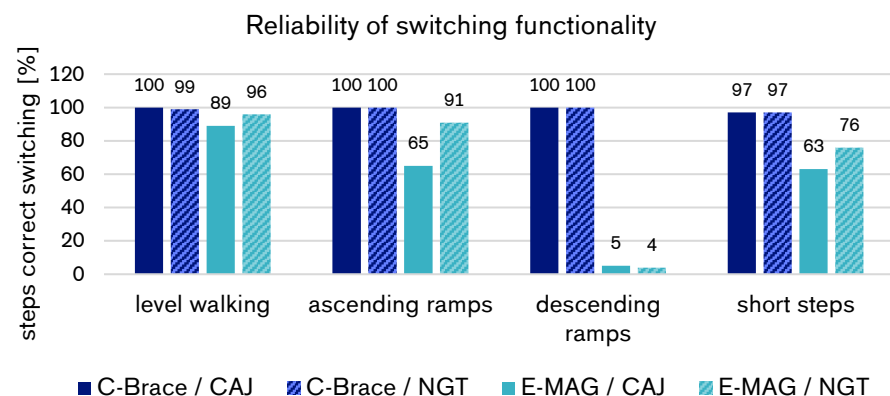 Reliability of switching functionality
steps correct switching [%]
120
100
80
60
40
20
0
100 99 89 96
100 100 65 91
100 100 5 4
97 97 63 76
level walking
ascending ramps
descending
ramps
short steps
C-Brace / CAJ
C-Brace / NGT
E-MAG / CAJ
E-MAG / NGT